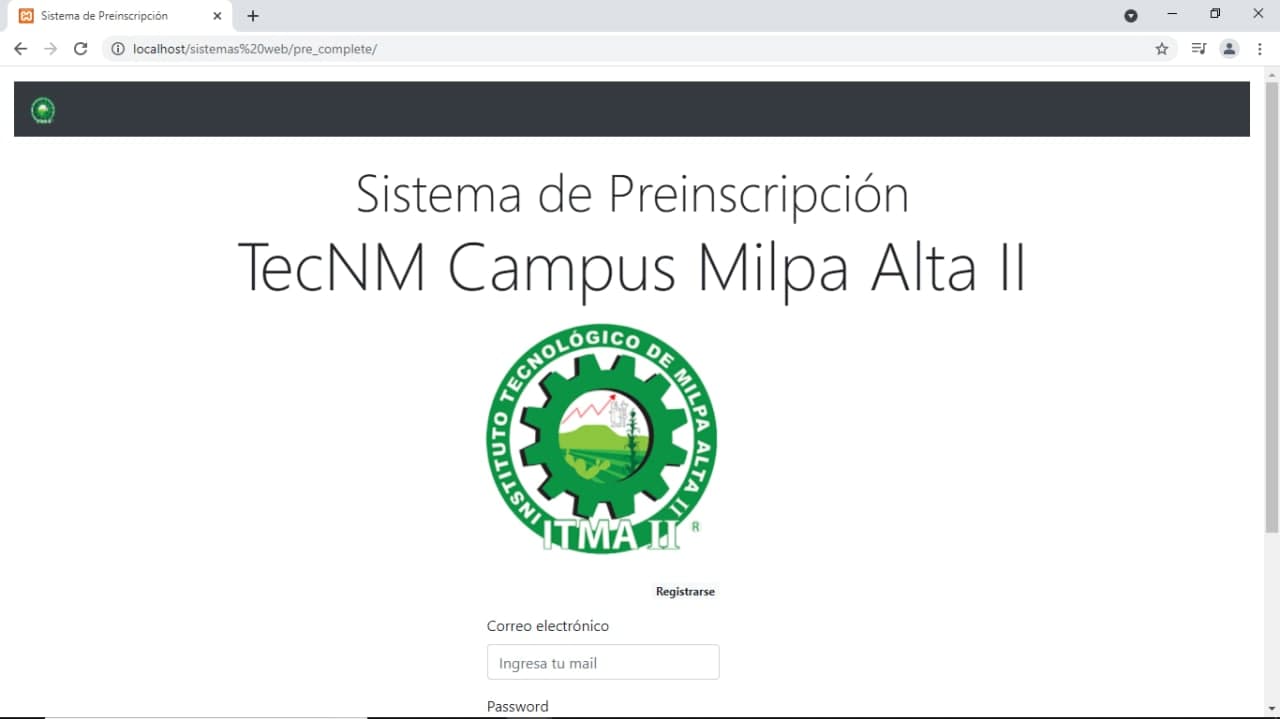 Sistema de Preinscripción
localhost/sistemas%20web/pre_complete/
Sistema de Preinscripción
TecNM Campus Milpa Alta II
INSTITUTO TECNOLÓGICO DE MILPA ALTA II
ITMA II
R
Registrarse
Correo electrónico
Ingresa tu mail
Password